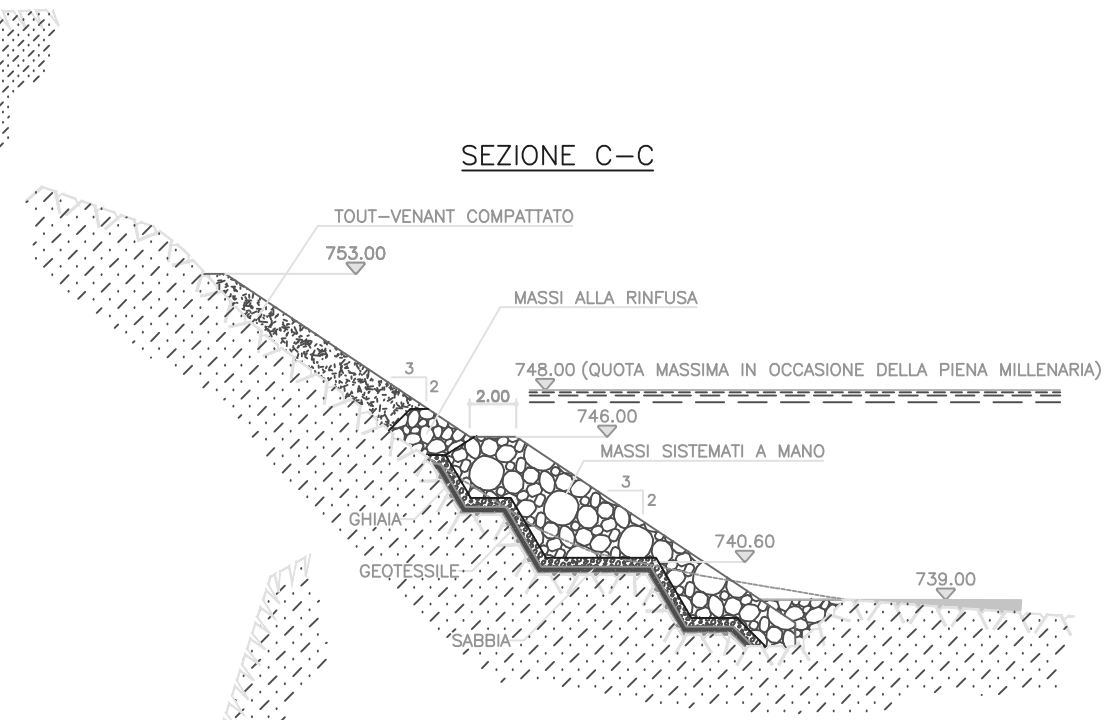 SEZIONE C-C
TOUT-VENANT COMPATTATO
753.00
MASSI ALLA RINFUSA
3
2
748.00 (QUOTA MASSIMA IN OCCASIONE DELLA PIENA MILLENARIA)
2.00
746.00
MASSI SISTEMATI A MANO
3
2
GHIAIA
740.60
GEOTESSILE
739.00
SABBIA